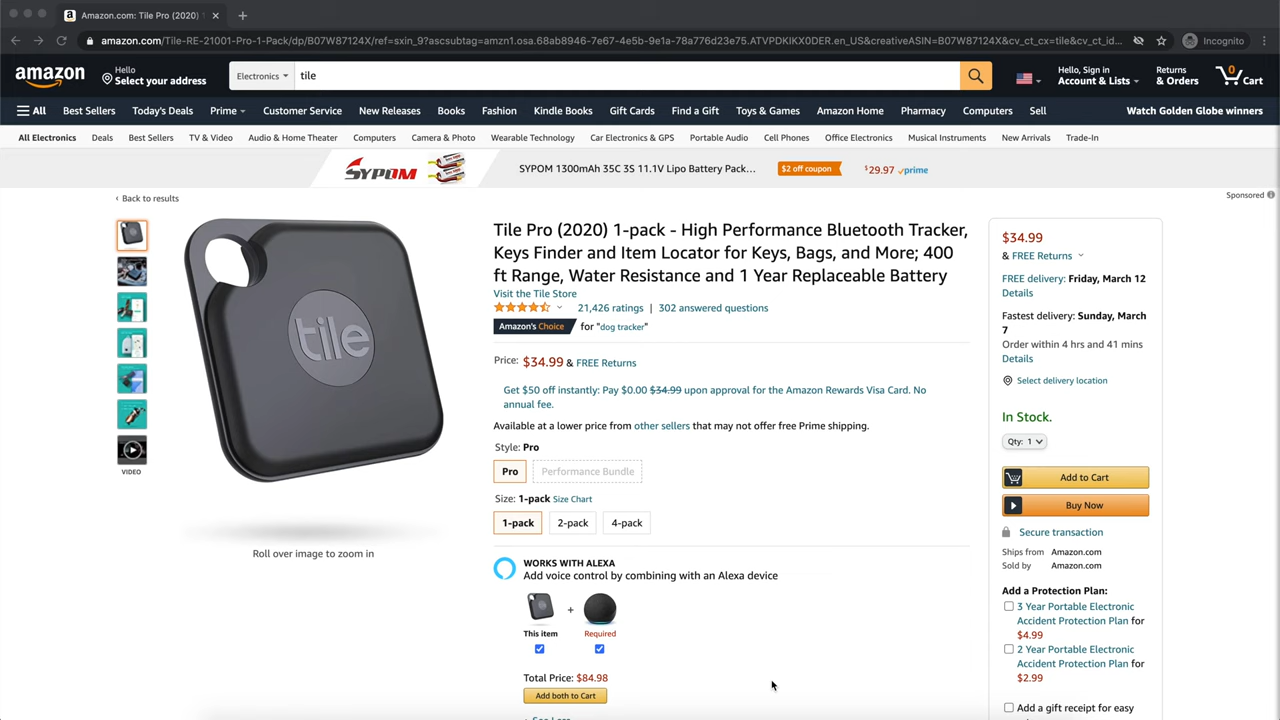 Amazon.com: Tile Pro (2020) 1
amazon.com/Tile-RE-21001-Pro-1-Pack/dp/B07W87124X/ref=sxin_9?ascsubtag=amzn1.osa.68ab8946-7e67-4e5b-9e1a-78a776d23e75.ATVPDKIKX0DER.en_US&creativeASIN=B07W87124X&cv_ct_cx=tile&cv_ct_id...
Incognito
amazon
Hello
Select your address
Electronics
tile
Hello, Sign in
Account & Lists
Returns
& Orders
0
Cart
All Best Sellers Today's Deals Prime Customer Service New Releases Books Fashion Kindle Books Gift Cards Find a Gift Toys & Games Amazon Home Pharmacy Computers Sell Watch Golden Globe winners
All Electronics Deals Best Sellers TV & Video Audio & Home Theater Computers Camera & Photo Wearable Technology Car Electronics & GPS Portable Audio Cell Phones Office Electronics Musical Instruments New Arrivals Trade-In
SYPOM
SYPOM 1300mAh 35C 3S 11.1V Lipo Battery Pack...
$2 off coupon
$29.97 prime
Sponsored
‹ Back to results
tile
VIDEO
Roll over image to zoom in
Tile Pro (2020) 1-pack - High Performance Bluetooth Tracker,
Keys Finder and Item Locator for Keys, Bags, and More; 400
ft Range, Water Resistance and 1 Year Replaceable Battery
Visit the Tile Store
21,426 ratings | 302 answered questions
Amazon's Choice for "dog tracker"
Price: $34.99 & FREE Returns
Get $50 off instantly: Pay $0.00 $34.99 upon approval for the Amazon Rewards Visa Card. No
annual fee.
Available at a lower price from other sellers that may not offer free Prime shipping.
Style: Pro
Pro
Performance Bundle
Size: 1-pack Size Chart
1-pack
2-pack
4-pack
WORKS WITH ALEXA
Add voice control by combining with an Alexa device
+
This item
Required
Total Price: $84.98
Add both to Cart
See Less
$34.99
& FREE Returns
FREE delivery: Friday, March 12
Details
Fastest delivery: Sunday, March
7
Order within 4 hrs and 41 mins
Details
Select delivery location
In Stock.
Qty: 1
Add to Cart
Buy Now
Secure transaction
Ships from Amazon.com
Sold by Amazon.com
Add a Protection Plan:
3 Year Portable Electronic
Accident Protection Plan for
$4.99
2 Year Portable Electronic
Accident Protection Plan for
$2.99
Add a gift receipt for easy